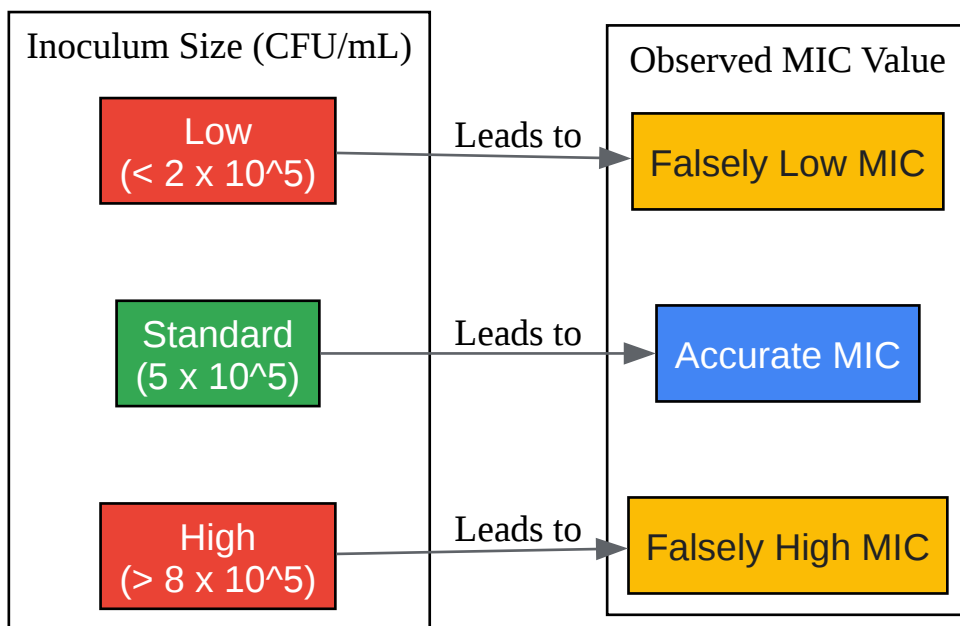 Inoculum Size (CFU/mL)
Observed MIC Value
Low
(< 2 x 10^5)
Leads to
Falsely Low MIC
Standard
(5 x 10^5)
Leads to
Accurate MIC
High
(> 8 x 10^5)
Leads to
Falsely High MIC